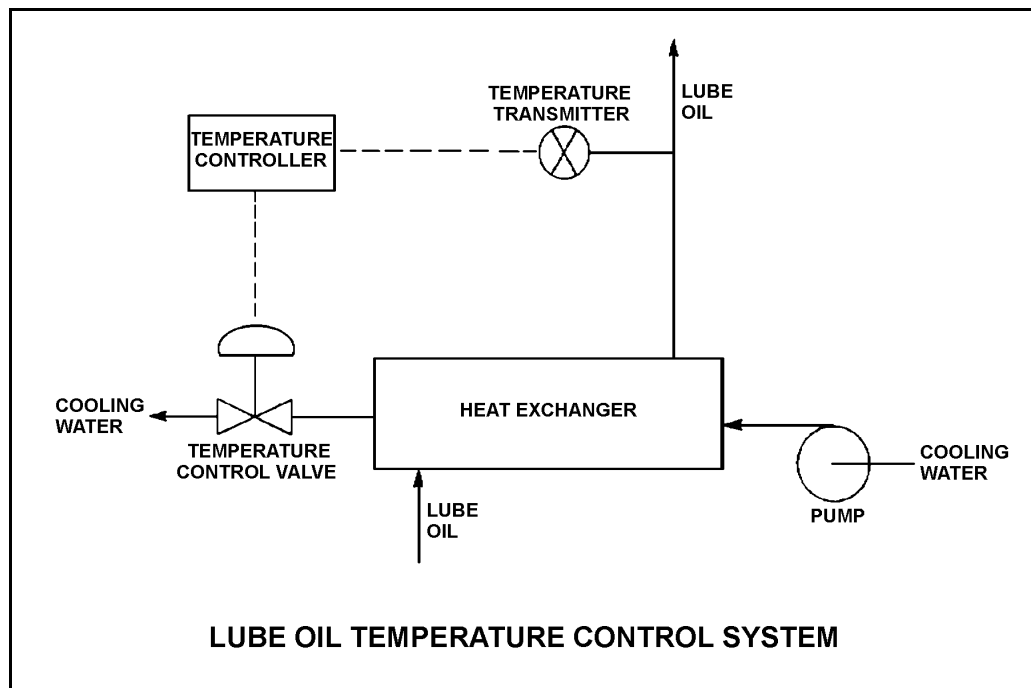 TEMPERATURE
TRANSMITTER
LUBE
OIL
TEMPERATURE
CONTROLLER
COOLING
WATER
HEAT EXCHANGER
TEMPERATURE
CONTROL VALVE
COOLING
WATER
PUMP
LUBE
OIL
LUBE OIL TEMPERATURE CONTROL SYSTEM